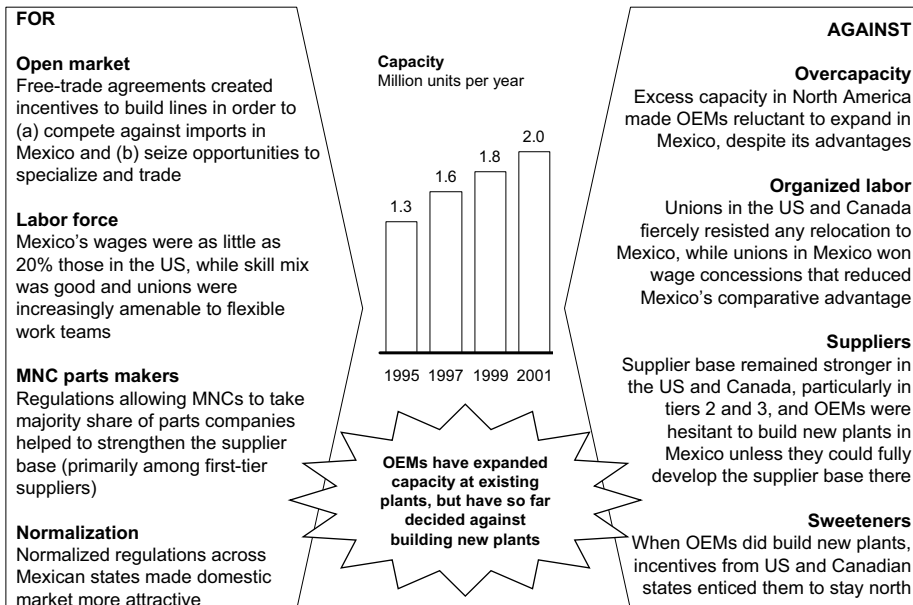 FOR
Open market
Free-trade agreements created
incentives to build lines in order to
(a) compete against imports in
Mexico and (b) seize opportunities to
specialize and trade
Labor force
Mexico's wages were as little as
20% those in the US, while skill mix
was good and unions were
increasingly amenable to flexible
work teams
MNC parts makers
Regulations allowing MNCs to take
majority share of parts companies
helped to strengthen the supplier
base (primarily among first-tier
suppliers)
Normalization
Normalized regulations across
Mexican states made domestic
market more attractive
Capacity
Million units per year
1.3
1.6
1.8
2.0
1995 1997 1999 2001
OEMs have expanded
capacity at existing
plants, but have so far
decided against
building new plants
AGAINST
Overcapacity
Excess capacity in North America
made OEMs reluctant to expand in
Mexico, despite its advantages
Organized labor
Unions in the US and Canada
fiercely resisted any relocation to
Mexico, while unions in Mexico won
wage concessions that reduced
Mexico's comparative advantage
Suppliers
Supplier base remained stronger in
the US and Canada, particularly in
tiers 2 and 3, and OEMs were
hesitant to build new plants in
Mexico unless they could fully
develop the supplier base there
Sweeteners
When OEMs did build new plants,
incentives from US and Canadian
states enticed them to stay north